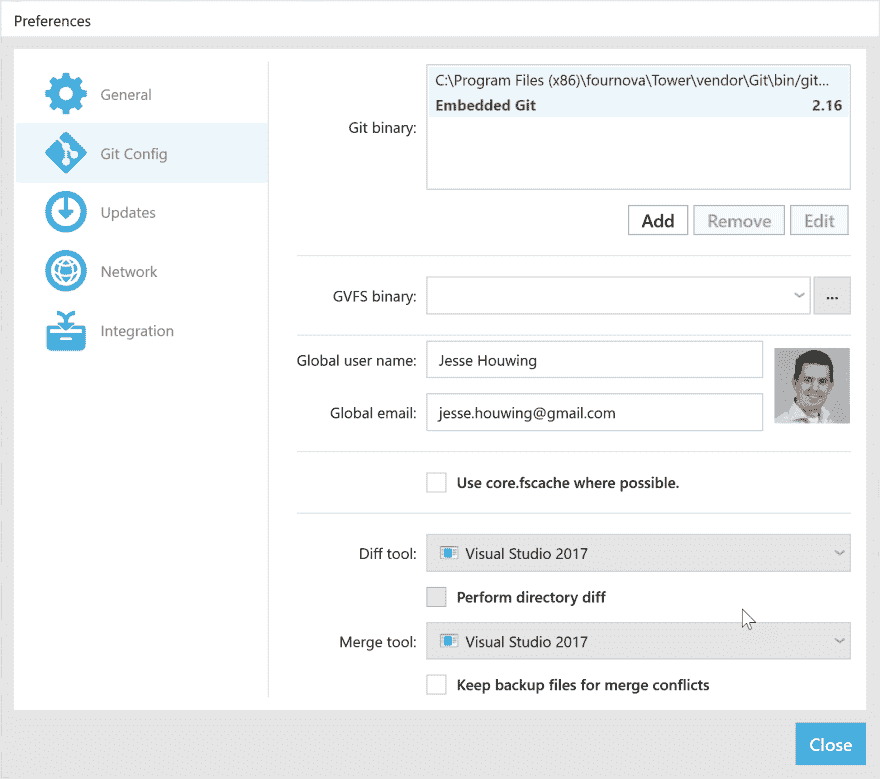 Preferences
General
Git Config
Updates
Network
Integration
Git binary:
C:\Program Files (x86)\fournova\Tower\vendor\Git\bin/git...
Embedded Git 2.16
Add Remove Edit
GVFS binary:
...
Global user name: Jesse Houwing
Global email: jesse.houwing@gmail.com
Use core.fscache where possible.
Diff tool: Visual Studio 2017
Perform directory diff
Merge tool: Visual Studio 2017
Keep backup files for merge conflicts
Close